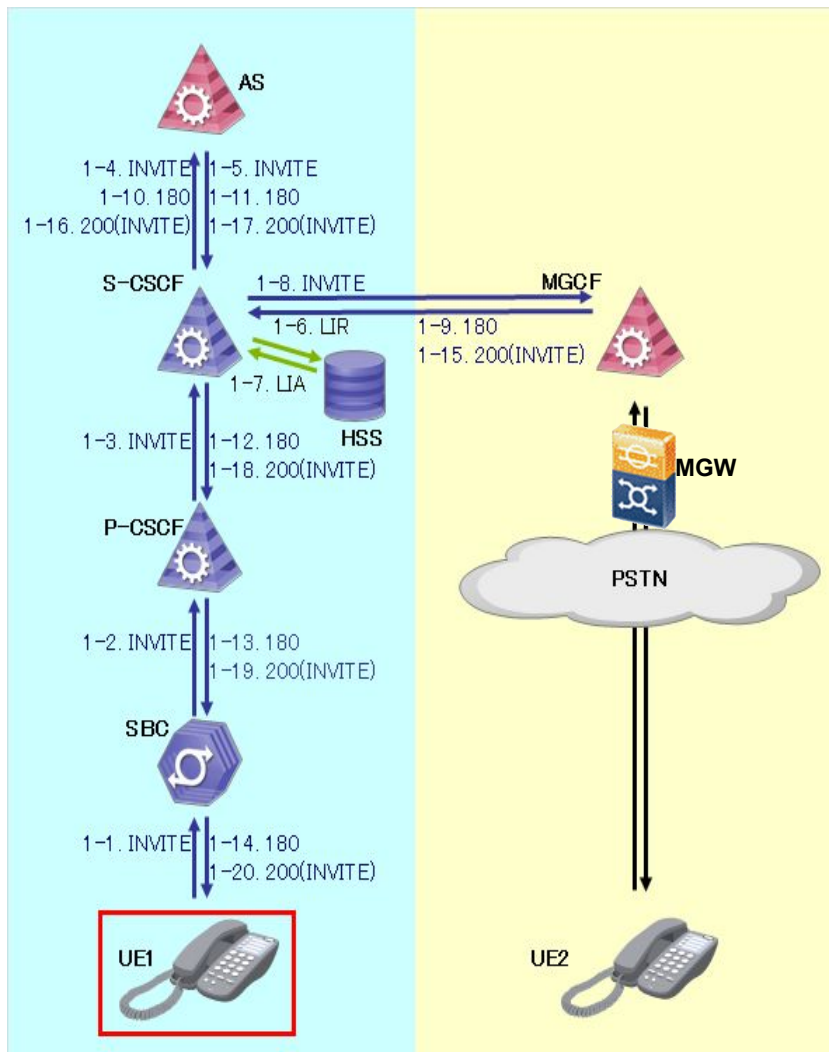 AS
1-4. INVITE 1-5. INVITE
1-10. 180 1-11. 180
1-16. 200(INVITE) 1-17. 200(INVITE)
S-CSCF
1-8. INVITE
MGCF
1-6. LIR
1-9. 180
1-15. 200(INVITE)
1-7. LIA
HSS
1-3. INVITE 1-12. 180
1-18. 200(INVITE)
MGW
P-CSCF
PSTN
1-2. INVITE 1-13. 180
1-19. 200(INVITE)
SBC
1-1. INVITE 1-14. 180
1-20. 200(INVITE)
UE1
UE2